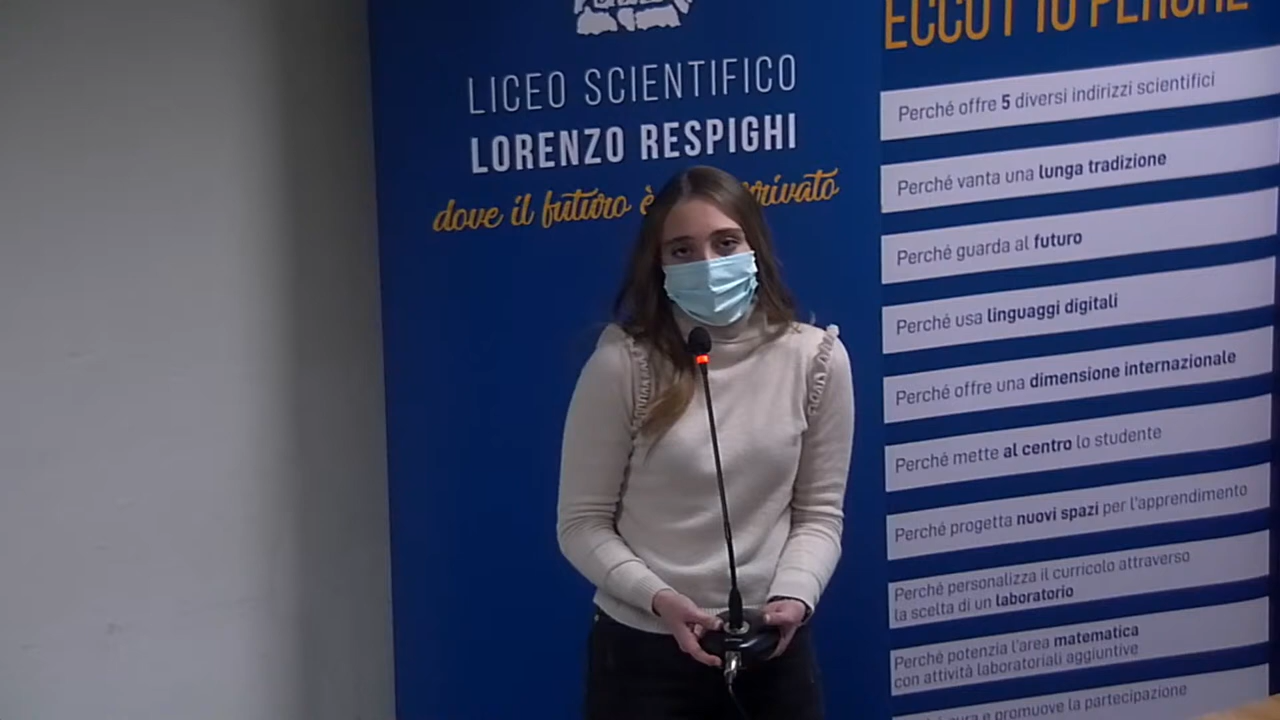 LICEO SCIENTIFICO
LORENZO RESPIGHI
dove il futuro è
ECCOTI 10 PERCHÉ
Perché offre 5 diversi indirizzi scientifici
Perché vanta una lunga tradizione
Perché guarda al futuro
Perché usa linguaggi digitali
Perché offre una dimensione internazionale
Perché mette al centro lo studente
Perché progetta nuovi spazi per l'apprendimento
Perché personalizza il curricolo attraverso
la scelta di un laboratorio
Perché potenzia l'area matematica
con attività laboratoriali aggiuntive
e promuove la partecipazione